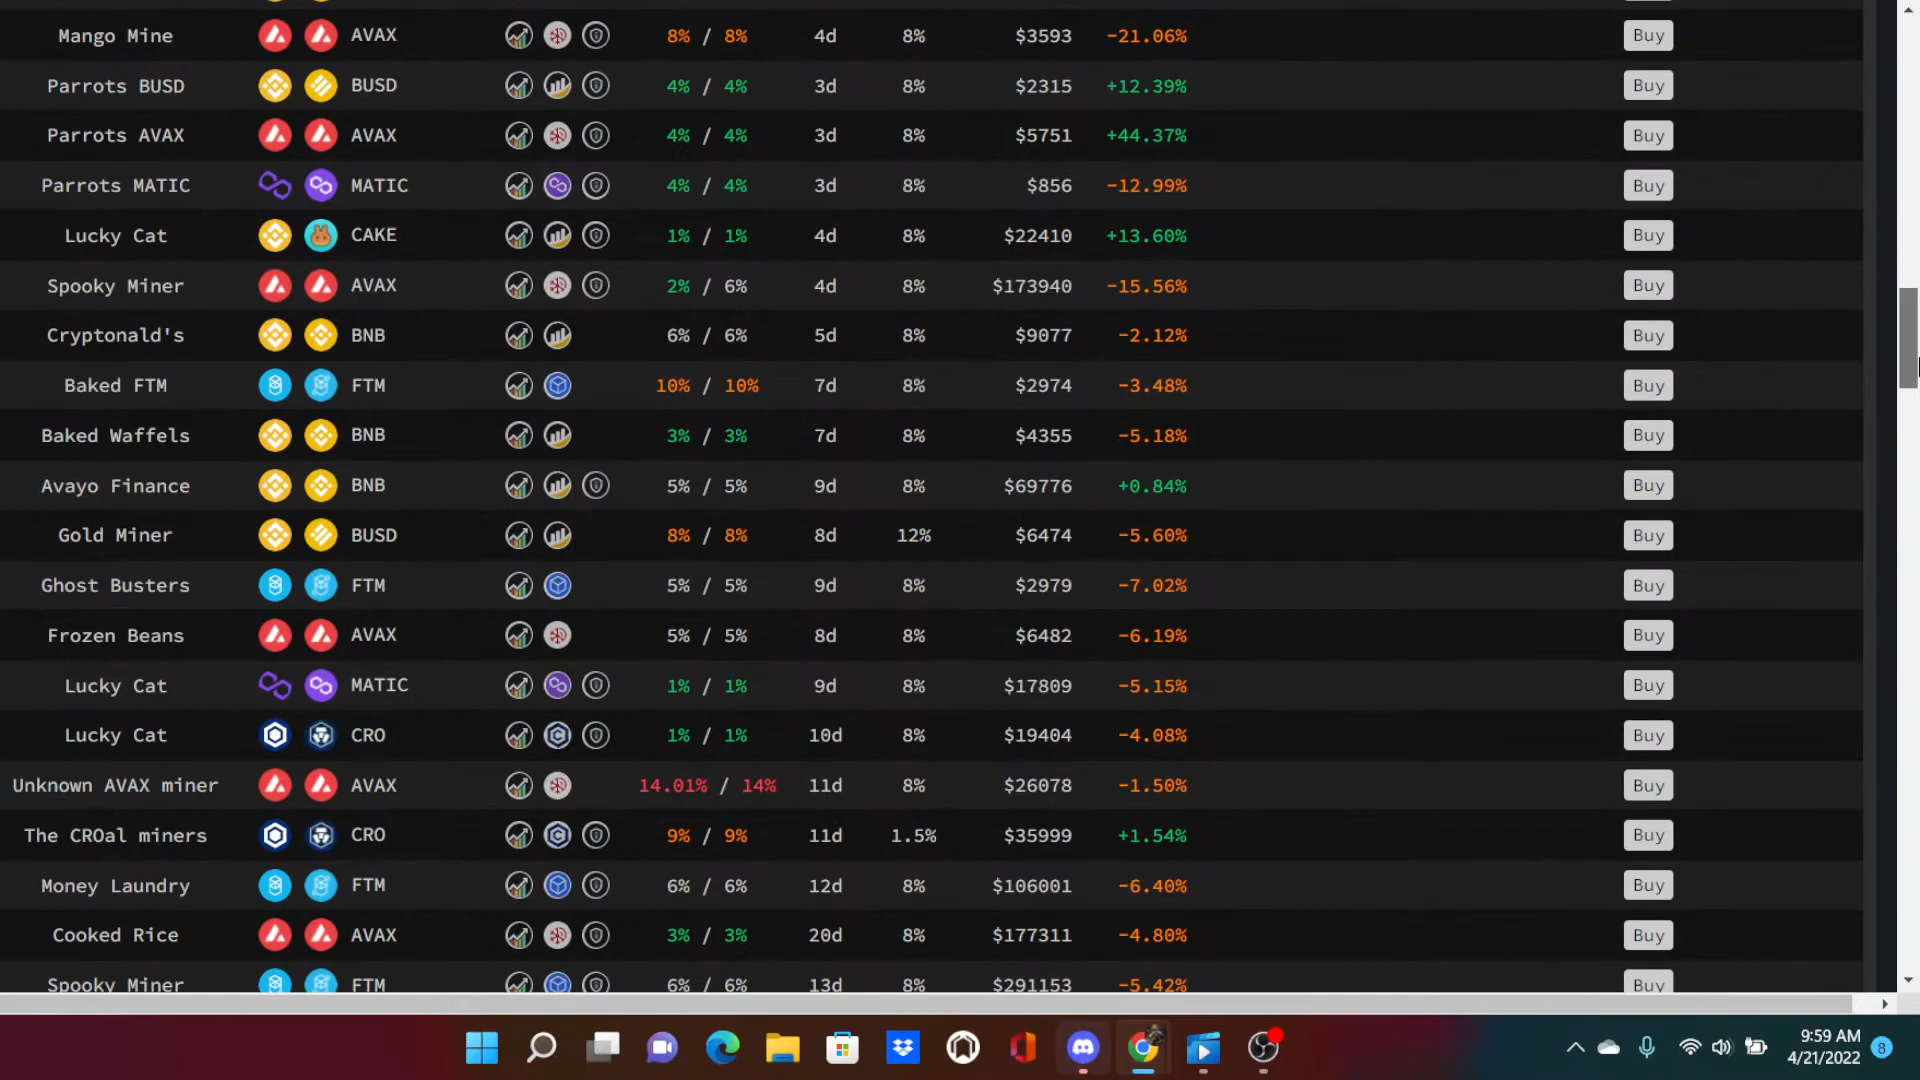 Mango Mine AVAX 8% / 8% 4d 8% $3593 -21.06% Buy
Parrots BUSD BUSD 4% / 4% 3d 8% $2315 +12.39% Buy
Parrots AVAX AVAX 4% / 4% 3d 8% $5751 +44.37% Buy
Parrots MATIC MATIC 4% / 4% 3d 8% $856 -12.99% Buy
Lucky Cat CAKE 1% / 1% 4d 8% $22410 +13.60% Buy
Spooky Miner AVAX 2% / 6% 4d 8% $173940 -15.56% Buy
Cryptonald's BNB 6% / 6% 5d 8% $9077 -2.12% Buy
Baked FTM FTM 10% / 10% 7d 8% $2974 -3.48% Buy
Baked Waffels BNB 3% / 3% 7d 8% $4355 -5.18% Buy
Avayo Finance BNB 5% / 5% 9d 8% $69776 +0.84% Buy
Gold Miner BUSD 8% / 8% 8d 12% $6474 -5.60% Buy
Ghost Busters FTM 5% / 5% 9d 8% $2979 -7.02% Buy
Frozen Beans AVAX 5% / 5% 8d 8% $6482 -6.19% Buy
Lucky Cat MATIC 1% / 1% 9d 8% $17809 -5.15% Buy
Lucky Cat CRO 1% / 1% 10d 8% $19404 -4.08% Buy
Unknown AVAX miner AVAX 14.01% / 14% 11d 8% $26078 -1.50% Buy
The CROal miners CRO 9% / 9% 11d 1.5% $35999 +1.54% Buy
Money Laundry FTM 6% / 6% 12d 8% $106001 -6.40% Buy
Cooked Rice AVAX 3% / 3% 20d 8% $177311 -4.80% Buy
Spooky Miner FTM 6% / 6% 13d 8% $291153 -5.42% Buy
9:59 AM
4/21/2022 8